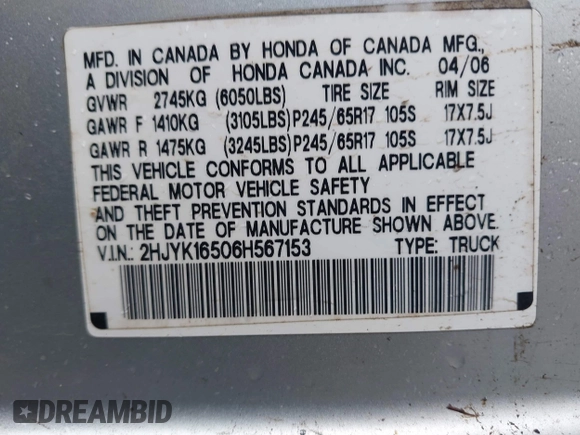 MFD. IN CANADA BY HONDA OF CANADA MFG.,
A DIVISION OF HONDA CANADA INC. 04/06
GVWR 2745KG (6050LBS) TIRE SIZE RIM SIZE
GAWR F 1410KG (3105LBS)P245/65R17 105S 17X7.5J
GAWR R 1475KG (3245LBS)P245/65R17 105S 17X7.5J
THIS VEHICLE CONFORMS TO ALL APPLICABLE
FEDERAL MOTOR VEHICLE SAFETY
AND THEFT PREVENTION STANDARDS IN EFFECT
ON THE DATE OF MANUFACTURE SHOWN ABOVE.
V.I.N.: 2HJYK16506H567153 TYPE: TRUCK
DREAMBID